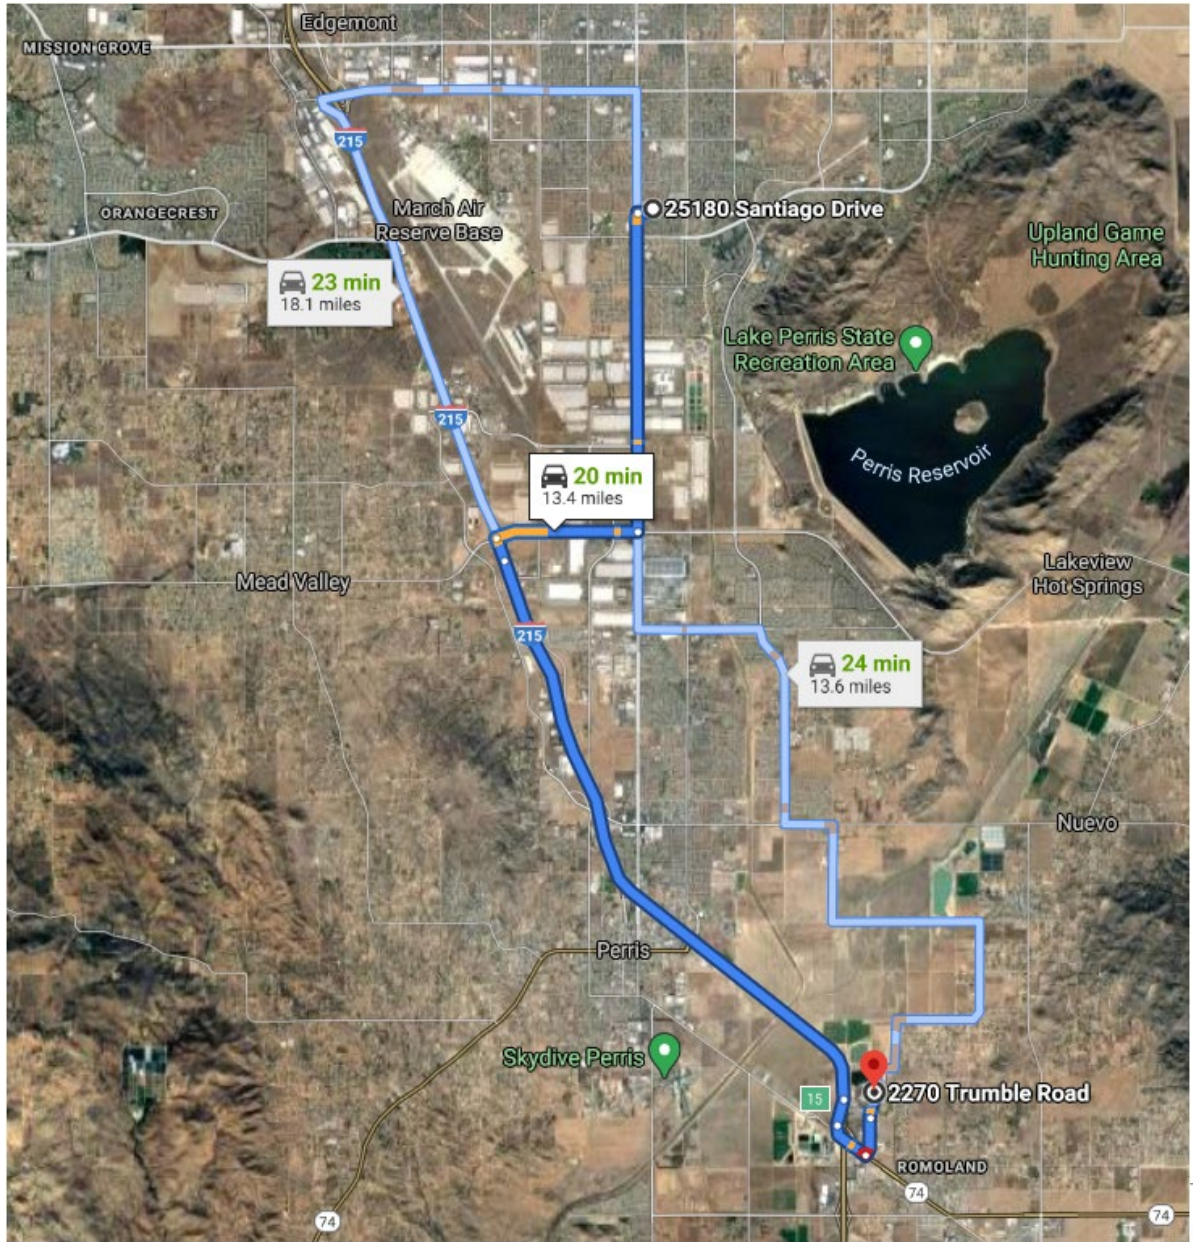 Edgemont
MISSION GROVE
215
25180 Santiago Drive
ORANGECREST
March Air
Reserve Base
Upland Game
Hunting Area
23 min
18.1 miles
Lake Perris State
Recreation Area
215
Perris Reservoir
20 min
13.4 miles
Lakeview
Hot Springs
Mead Valley
215
24 min
13.6 miles
Nuevo
Perris
Skydive Perris
15
2270 Trumble Road
ROMOLAND
74
74
74